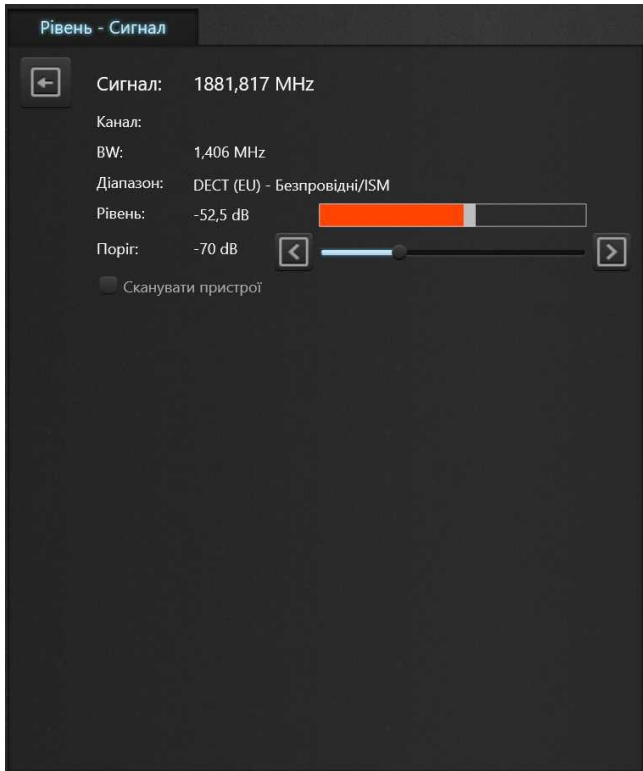 Рівень - Сигнал
Сигнал: 1881,817 MHz
Канал:
BW: 1,406 MHz
Діапазон: DECT (EU) - Безпровідні/ISM
Рівень: -52,5 dB
Поріг: -70 dB
Сканувати пристрої